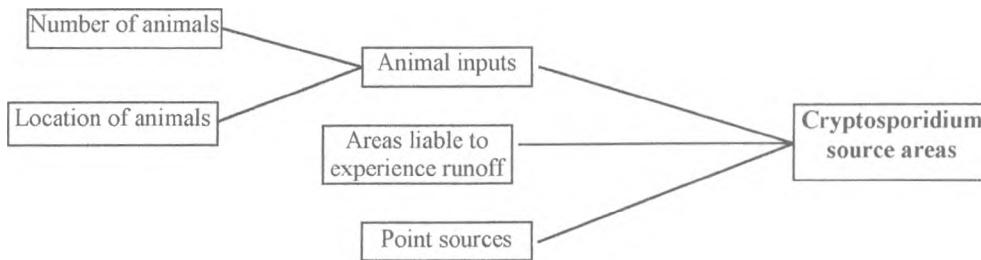 Number of animals
Animal inputs
Location of animals
Cryptosporidium
source areas
Areas liable to
experience runoff
Point sources